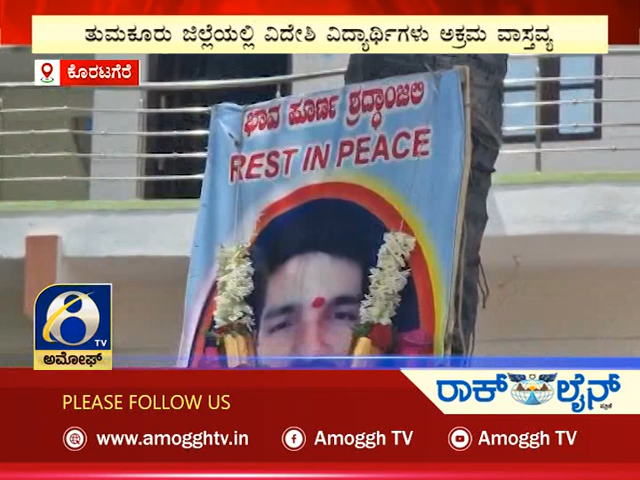 ತುಮಕೂರು ಜಿಲ್ಲೆಯಲ್ಲಿ ವಿದೇಶಿ ವಿದ್ಯಾರ್ಥಿಗಳು ಅಕ್ರಮ ವಾಸ್ತವ್ಯ
ಕೊರಟಗೆರೆ
ಭಾವ ಪೂರ್ಣ ಶ್ರದ್ಧಾಂಜಲಿ
REST IN PEACE
TV
ಅಮೋಘ್
PLEASE FOLLOW US
ರಾಕ್ ಲೈನ್
www.amogghtv.in Amoggh TV Amoggh TV